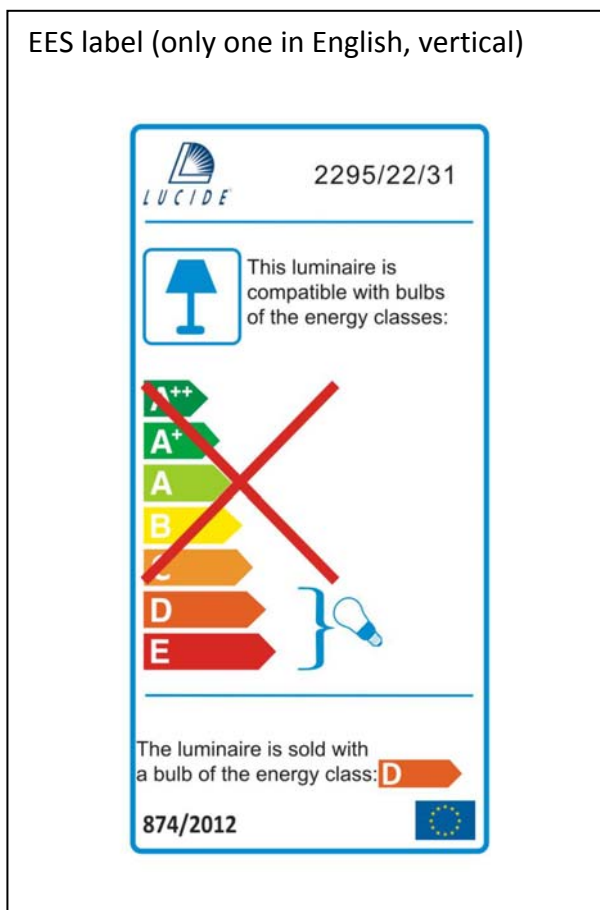 EES label (only one in English, vertical)
LUCIDE
2295/22/31
This luminaire is
compatible with bulbs
of the energy classes:
A++
A+
A
B
C
D
E
The luminaire is sold with
a bulb of the energy class: D
874/2012